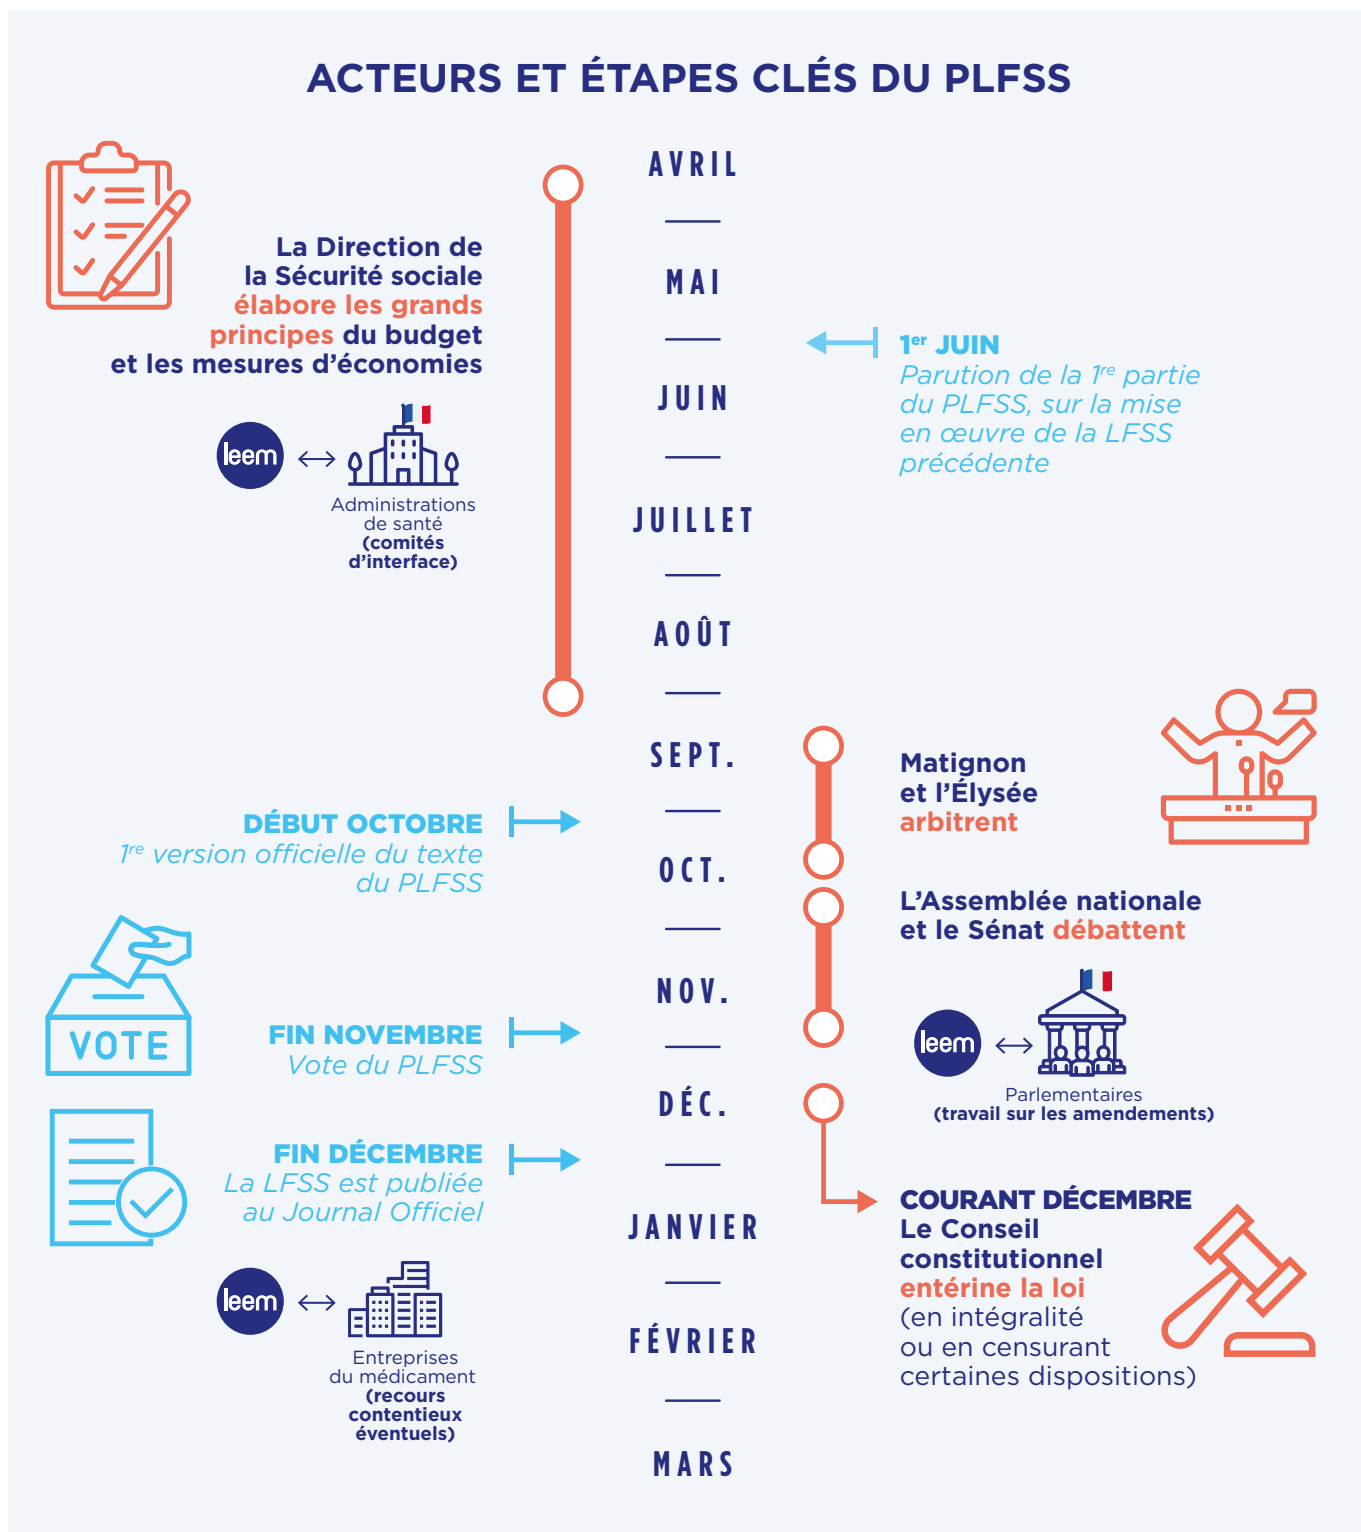 ACTEURS ET ÉTAPES CLÉS DU PLFSS
AVRIL
La Direction de
la Sécurité sociale
élabore les grands
principes du budget
et les mesures d’économies
leem
Administrations
de santé
(comités
d’interface)
MAI
1er JUIN
Parution de la 1re partie
du PLFSS, sur la mise
en œuvre de la LFSS
précédente
JUIN
JUILLET
AOÛT
SEPT.
Matignon
et l’Élysée
arbitrent
DÉBUT OCTOBRE
1re version officielle du texte
du PLFSS
OCT.
L’Assemblée nationale
et le Sénat débattent
leem
Parlementaires
(travail sur les amendements)
NOV.
VOTE
FIN NOVEMBRE
Vote du PLFSS
DÉC.
FIN DÉCEMBRE
La LFSS est publiée
au Journal Officiel
leem
Entreprises
du médicament
(recours
contentieux
éventuels)
COURANT DÉCEMBRE
Le Conseil
constitutionnel
entérine la loi
(en intégralité
ou en censurant
certaines dispositions)
JANVIER
FÉVRIER
MARS